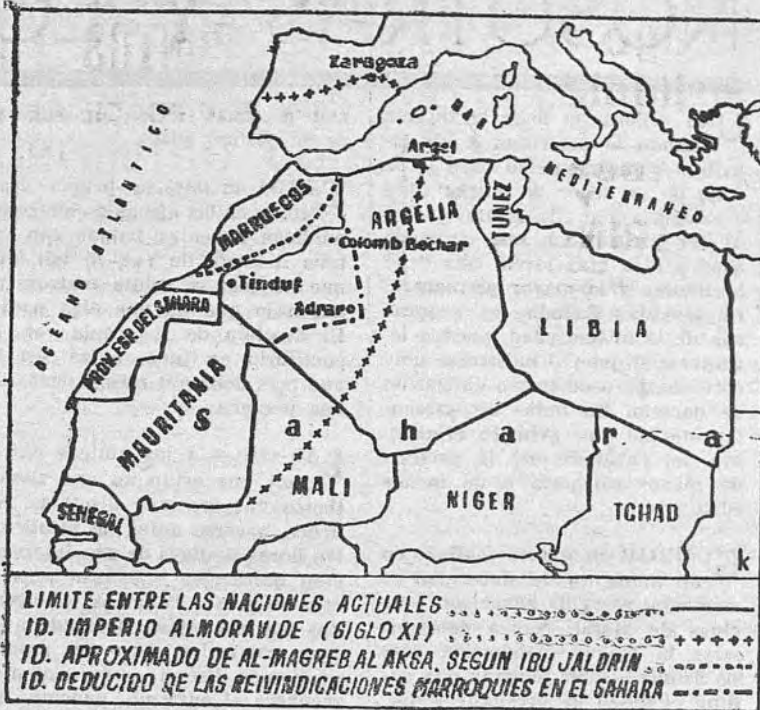 Zaragoza
OCEANO ATLANTICO
MAR
MEDITERRANEO
Argel
MARRUECOS
ARGELIA
TUNEZ
Colomb Bechar
Tinduf
Adrar
PROV. ESP. DEL SAHARA
LIBIA
MAURITANIA
S a h a r a
MALI
NIGER
TCHAD
SENEGAL
d
k
LIMITE ENTRE LAS NACIONES ACTUALES
ID. IMPERIO ALMORAVIDE (SIGLO XI)
ID. APROXIMADO DE AL-MAGREB AL AKSA, SEGUN IBU JALDRIN
ID. DEDUCIDO DE LAS REIVINDICACIONES MARROQUIES EN EL SAHARA